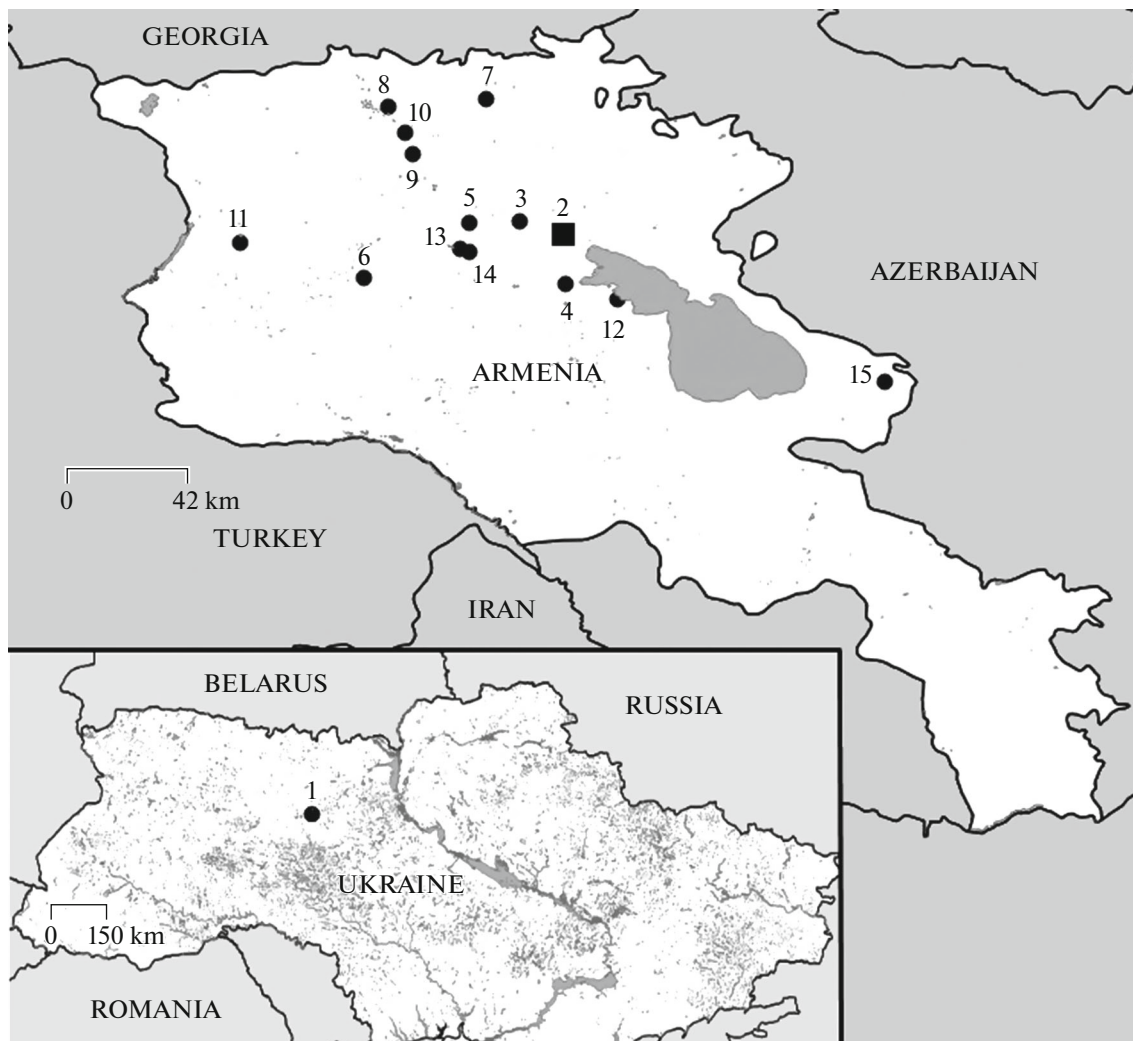 GEORGIA
7
8
10
9
5
3
2
11
13
14
6
4
12
AZERBAIJAN
ARMENIA
15
0 42 km
TURKEY
IRAN
BELARUS
RUSSIA
1
UKRAINE
0 150 km
ROMANIA